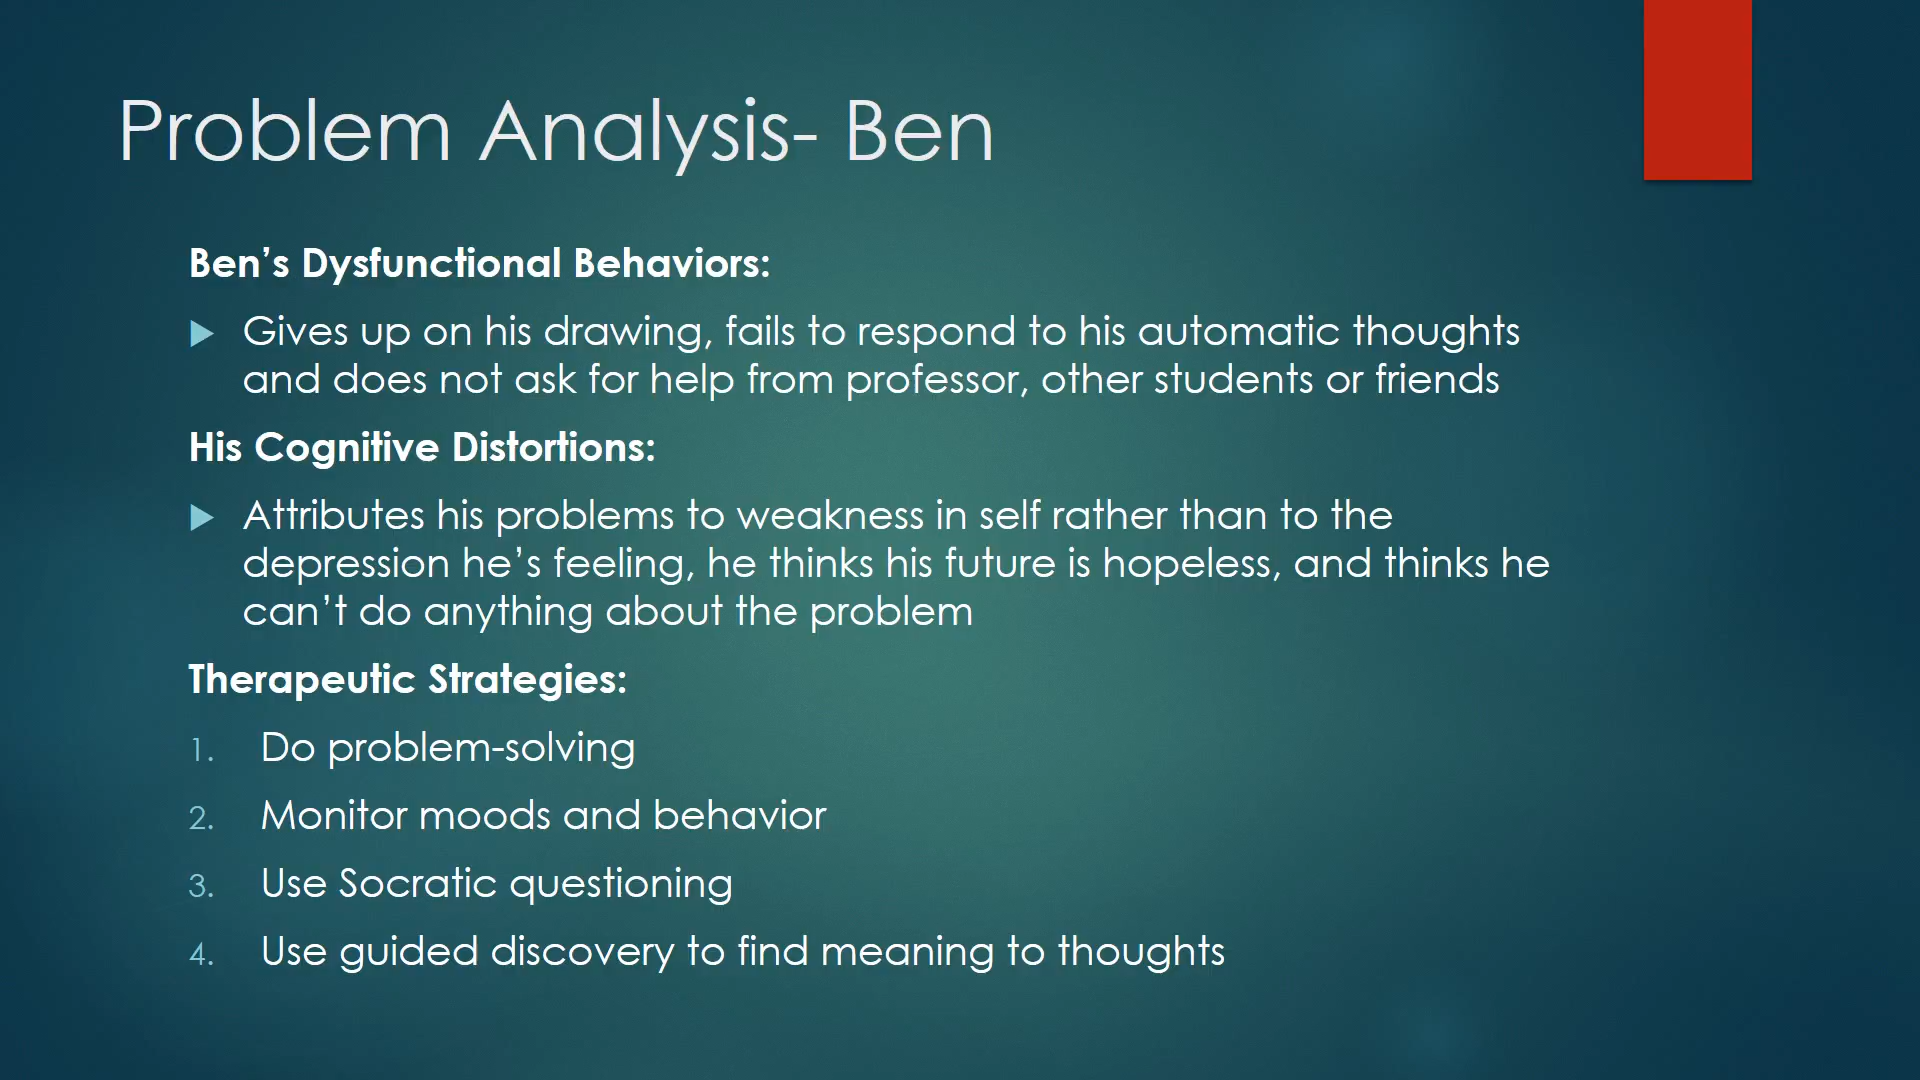 Problem Analysis- Ben
Ben’s Dysfunctional Behaviors:
Gives up on his drawing, fails to respond to his automatic thoughts
and does not ask for help from professor, other students or friends
His Cognitive Distortions:
Attributes his problems to weakness in self rather than to the
depression he’s feeling, he thinks his future is hopeless, and thinks he
can’t do anything about the problem
Therapeutic Strategies:
1. Do problem-solving
2. Monitor moods and behavior
3. Use Socratic questioning
4. Use guided discovery to find meaning to thoughts